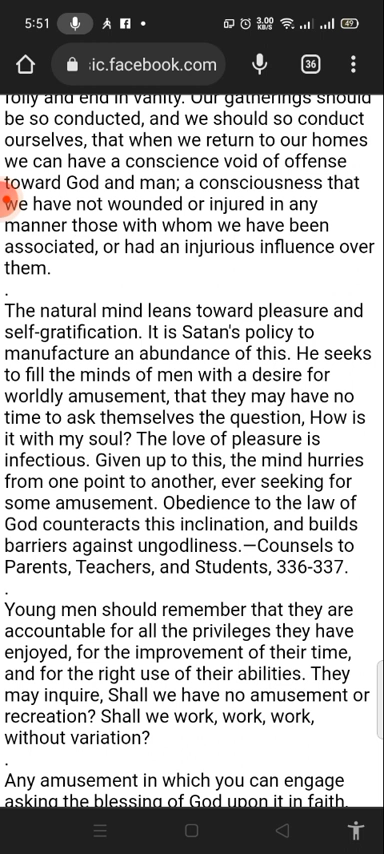 5:51
3.00
KB/S
49
sic.facebook.com
36
folly and end in vanity. Our gatherings should
be so conducted, and we should so conduct
ourselves, that when we return to our homes
we can have a conscience void of offense
toward God and man; a consciousness that
we have not wounded or injured in any
manner those with whom we have been
associated, or had an injurious influence over
them.
.
The natural mind leans toward pleasure and
self-gratification. It is Satan's policy to
manufacture an abundance of this. He seeks
to fill the minds of men with a desire for
worldly amusement, that they may have no
time to ask themselves the question, How is
it with my soul? The love of pleasure is
infectious. Given up to this, the mind hurries
from one point to another, ever seeking for
some amusement. Obedience to the law of
God counteracts this inclination, and builds
barriers against ungodliness.—Counsels to
Parents, Teachers, and Students, 336-337.
.
Young men should remember that they are
accountable for all the privileges they have
enjoyed, for the improvement of their time,
and for the right use of their abilities. They
may inquire, Shall we have no amusement or
recreation? Shall we work, work, work,
without variation?
.
Any amusement in which you can engage
asking the blessing of God upon it in faith,